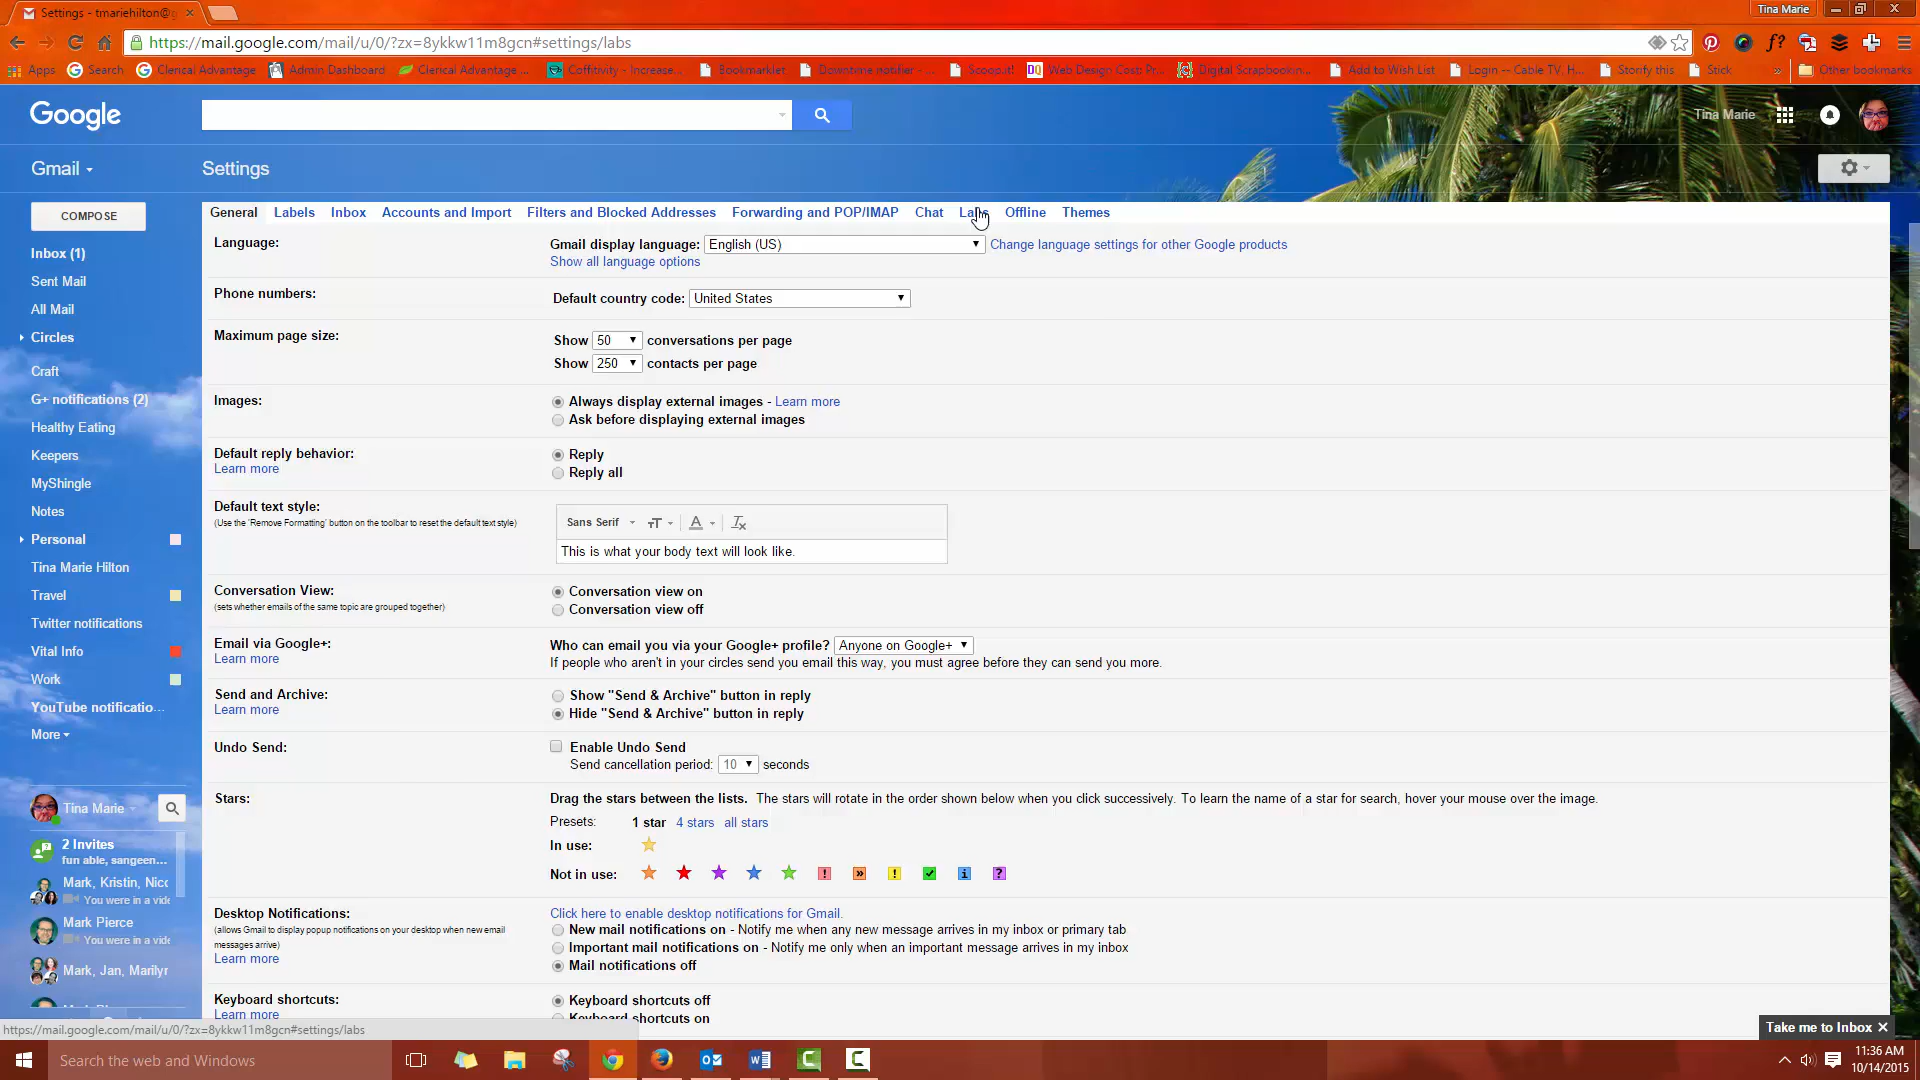 Settings - tmariehilton@g
Tina Marie
https://mail.google.com/mail/u/0/?zx=8ykkw11m8gcn#settings/labs
Apps Search Clerical Advantage Admin Dashboard Clerical Advantage ... Coffitivity - Increase... Bookmarklet Downtime notifier - ... Scoop.it! Web Design Cost: Pr... Digital Scrapbookin... Add to Wish List Login -- Cable TV, H... Storify this Stick » Other bookmarks
Google
Tina Marie
Gmail
Settings
COMPOSE
Inbox (1)
Sent Mail
All Mail
Circles
Craft
G+ notifications (2)
Healthy Eating
Keepers
MyShingle
Notes
Personal
Tina Marie Hilton
Travel
Twitter notifications
Vital Info
Work
YouTube notificatio...
More
Tina Marie
2 Invites
fun able, sangeen...
Mark, Kristin, Nicc
You were in a vide
Mark Pierce
You were in a vide
Mark, Jan, Marilyr
General Labels Inbox Accounts and Import Filters and Blocked Addresses Forwarding and POP/IMAP Chat Labs Offline Themes
Language:
Gmail display language: English (US) Change language settings for other Google products
Show all language options
Phone numbers:
Default country code: United States
Maximum page size:
Show 50 conversations per page
Show 250 contacts per page
Images:
Always display external images - Learn more
Ask before displaying external images
Default reply behavior:
Learn more
Reply
Reply all
Default text style:
(Use the 'Remove Formatting' button on the toolbar to reset the default text style)
Sans Serif
This is what your body text will look like.
Conversation View:
(sets whether emails of the same topic are grouped together)
Conversation view on
Conversation view off
Email via Google+:
Learn more
Who can email you via your Google+ profile? Anyone on Google+
If people who aren't in your circles send you email this way, you must agree before they can send you more.
Send and Archive:
Learn more
Show "Send & Archive" button in reply
Hide "Send & Archive" button in reply
Undo Send:
Enable Undo Send
Send cancellation period: 10 seconds
Stars:
Drag the stars between the lists. The stars will rotate in the order shown below when you click successively. To learn the name of a star for search, hover your mouse over the image.
Presets: 1 star 4 stars all stars
In use:
Not in use:
Desktop Notifications:
(allows Gmail to display popup notifications on your desktop when new email
messages arrive)
Learn more
Click here to enable desktop notifications for Gmail.
New mail notifications on - Notify me when any new message arrives in my inbox or primary tab
Important mail notifications on - Notify me only when an important message arrives in my inbox
Mail notifications off
Keyboard shortcuts:
Learn more
Keyboard shortcuts off
Keyboard shortcuts on
https://mail.google.com/mail/u/0/?zx=8ykkw11m8gcn#settings/labs
Take me to Inbox ×
Search the web and Windows
11:36 AM
10/14/2015